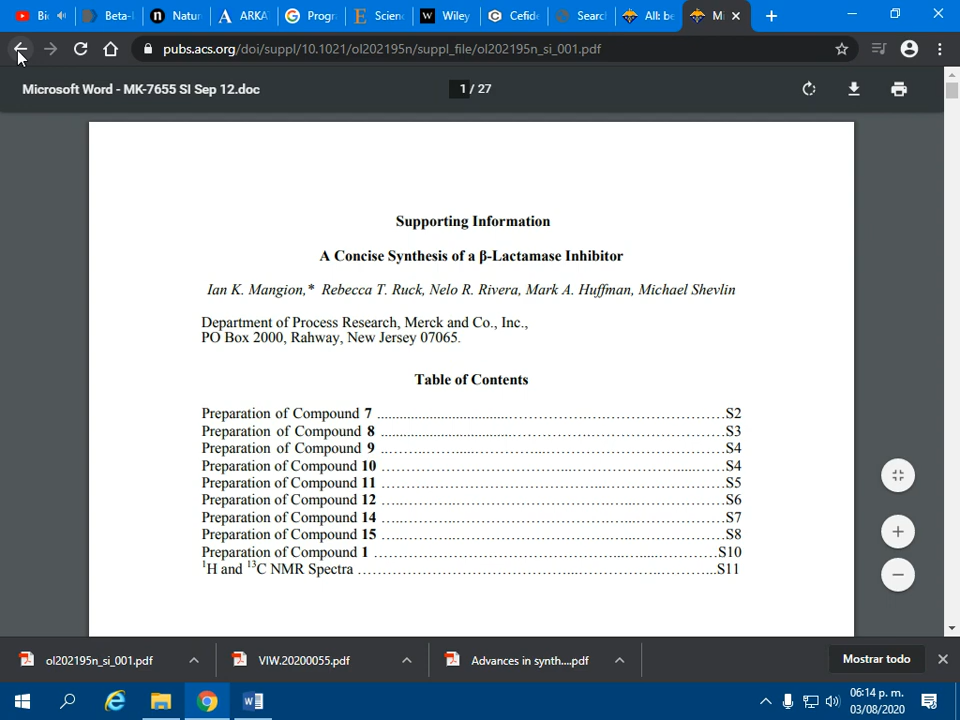 Bi
Beta-l
Natur
ARKA
Progr
Scienc
Wiley
Cefide
Searc
All: be
Mi
pubs.acs.org/doi/suppl/10.1021/ol202195n/suppl_file/ol202195n_si_001.pdf
Microsoft Word - MK-7655 SI Sep 12.doc
1 / 27
Supporting Information
A Concise Synthesis of a β-Lactamase Inhibitor
Ian K. Mangion,* Rebecca T. Ruck, Nelo R. Rivera, Mark A. Huffman, Michael Shevlin
Department of Process Research, Merck and Co., Inc.,
PO Box 2000, Rahway, New Jersey 07065.
Table of Contents
Preparation of Compound 7 ........................................................S2
Preparation of Compound 8 ........................................................S3
Preparation of Compound 9 ........................................................S4
Preparation of Compound 10 ........................................................S4
Preparation of Compound 11 ........................................................S5
Preparation of Compound 12 ........................................................S6
Preparation of Compound 14 ........................................................S7
Preparation of Compound 15 ........................................................S8
Preparation of Compound 1 ........................................................S10
¹H and ¹³C NMR Spectra ........................................................S11
ol202195n_si_001.pdf
VIW.20200055.pdf
Advances in synth....pdf
Mostrar todo
06:14 p. m.
03/08/2020